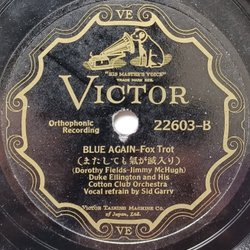 VE
"HIS MASTER'S VOICE"
TRADE MARK REG.
VICTOR
Orthophonic
Recording
22603-B
BLUE AGAIN-Fox Trot
(またしても氣が滅入り)
(Dorothy Fields-Jimmy McHugh)
Duke Ellington and His
Cotton Club Orchestra
Vocal refrain by Sid Garry
VICTOR TALKING MACHINE CO.
of Japan, Ltd.
VE